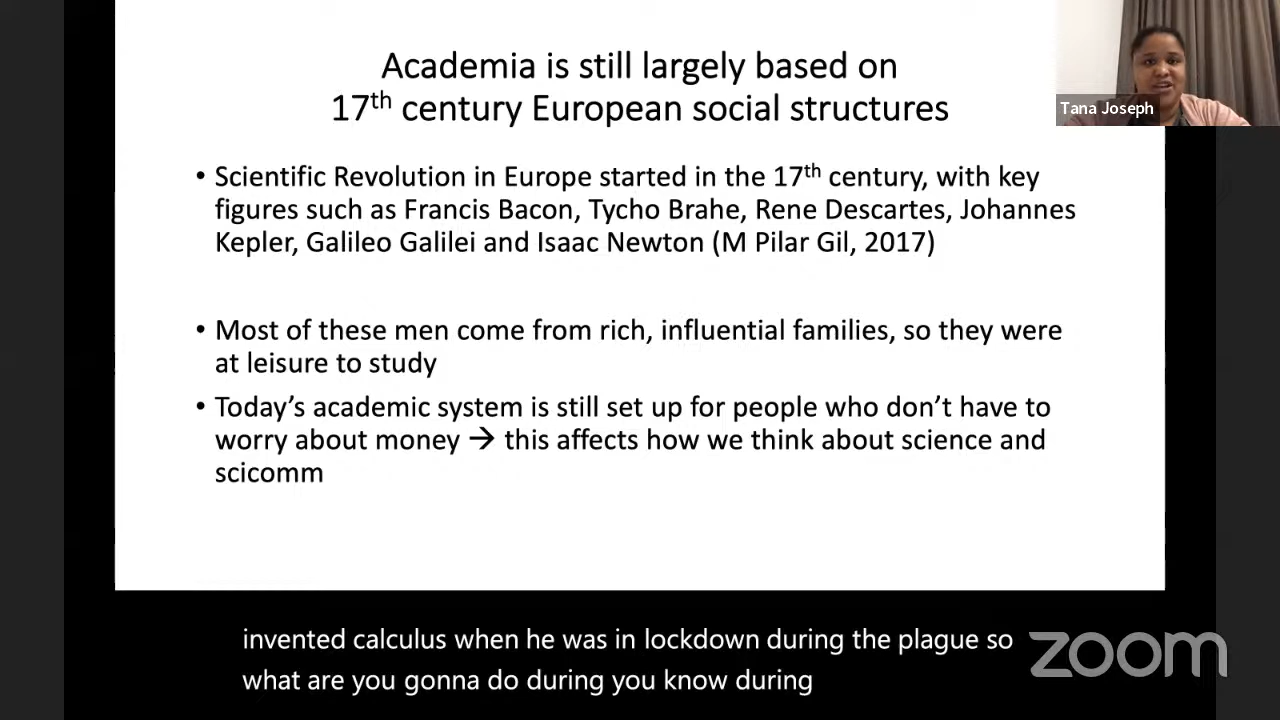 Academia is still largely based on
17th century European social structures
Tana Joseph
• Scientific Revolution in Europe started in the 17th century, with key
figures such as Francis Bacon, Tycho Brahe, Rene Descartes, Johannes
Kepler, Galileo Galilei and Isaac Newton (M Pilar Gil, 2017)
• Most of these men come from rich, influential families, so they were
at leisure to study
• Today’s academic system is still set up for people who don’t have to
worry about money → this affects how we think about science and
scicomm
invented calculus when he was in lockdown during the plague so
what are you gonna do during you know during
zoom